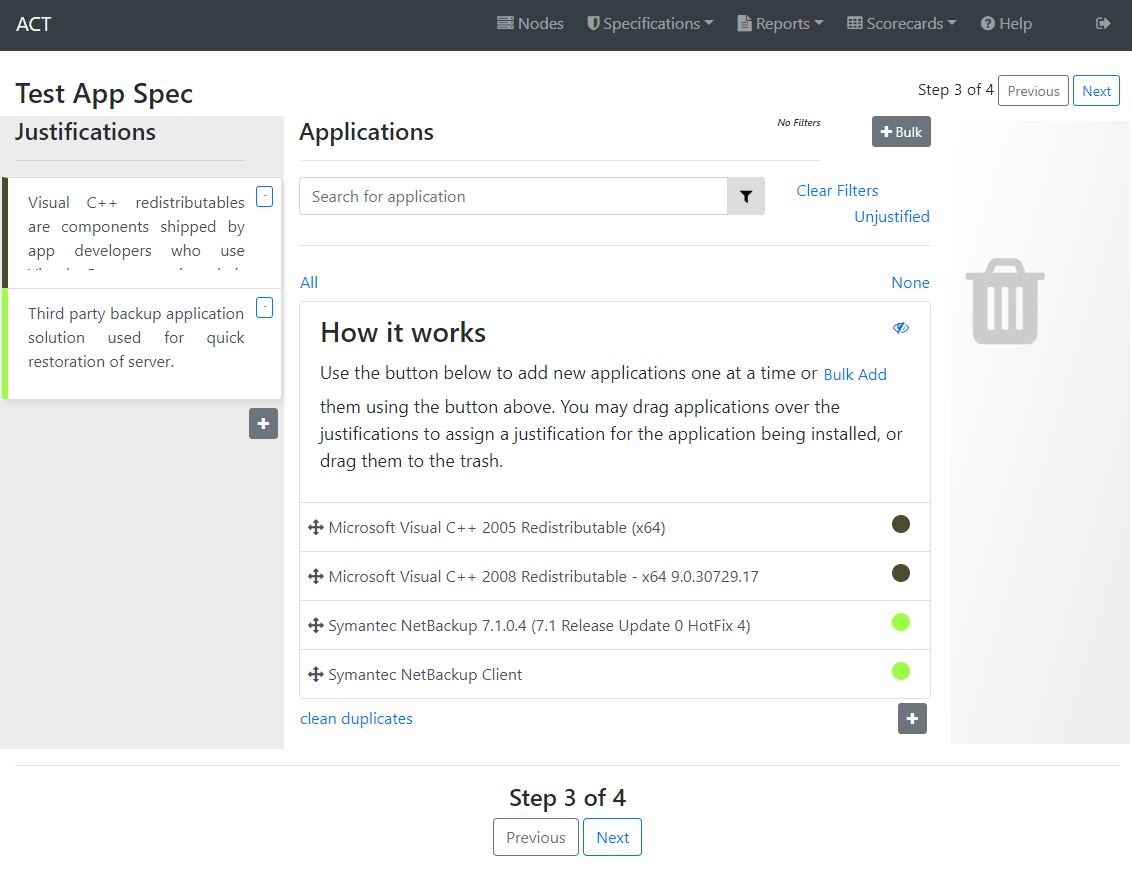 ACT
Nodes
Specifications
Reports
Scorecards
Help
Test App Spec
Step 3 of 4
Previous
Next
Justifications
Visual C++ redistributables
are components shipped by
app developers who use
-
Third party backup application
solution used for quick
restoration of server.
-
+
Applications
No Filters
+ Bulk
Search for application
Clear Filters
Unjustified
All
None
How it works
Use the button below to add new applications one at a time or Bulk Add
them using the button above. You may drag applications over the
justifications to assign a justification for the application being installed, or
drag them to the trash.
Microsoft Visual C++ 2005 Redistributable (x64)
Microsoft Visual C++ 2008 Redistributable - x64 9.0.30729.17
Symantec NetBackup 7.1.0.4 (7.1 Release Update 0 HotFix 4)
Symantec NetBackup Client
clean duplicates
+
Step 3 of 4
Previous
Next